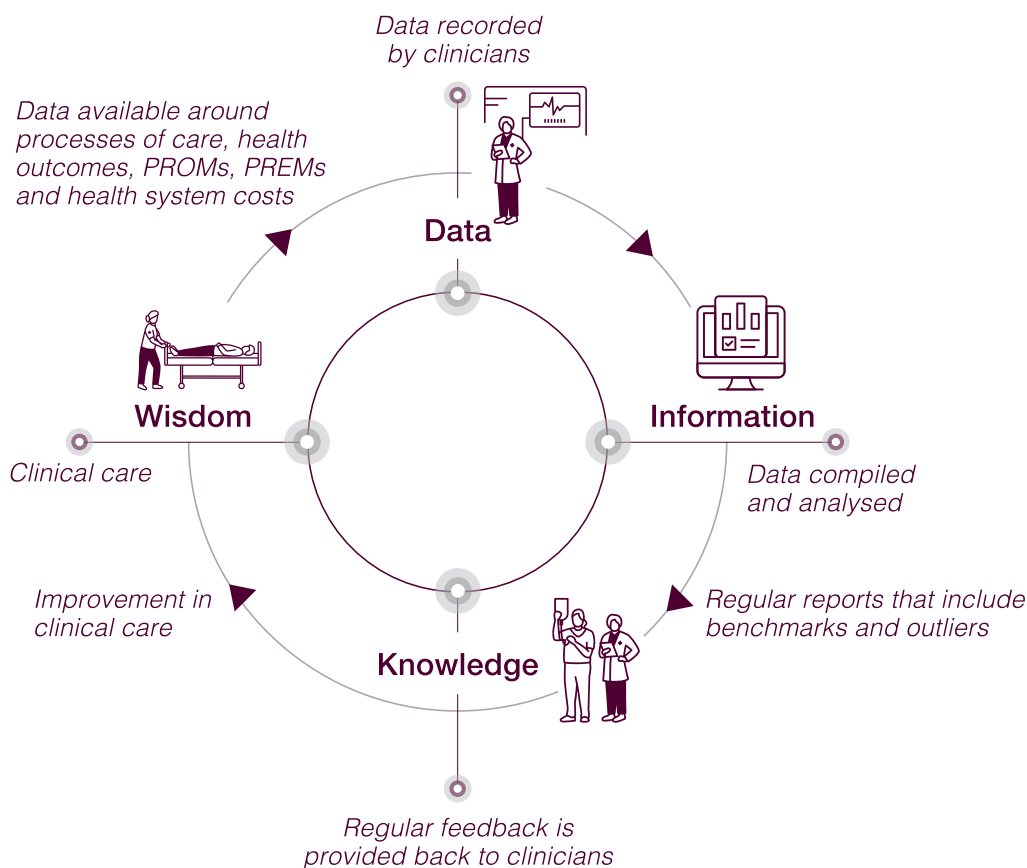 Data recorded
by clinicians
Data available around
processes of care, health
outcomes, PROMs, PREMs
and health system costs
Data
Wisdom
Information
Clinical care
Data compiled
and analysed
Improvement in
clinical care
Regular reports that include
benchmarks and outliers
Knowledge
Regular feedback is
provided back to clinicians